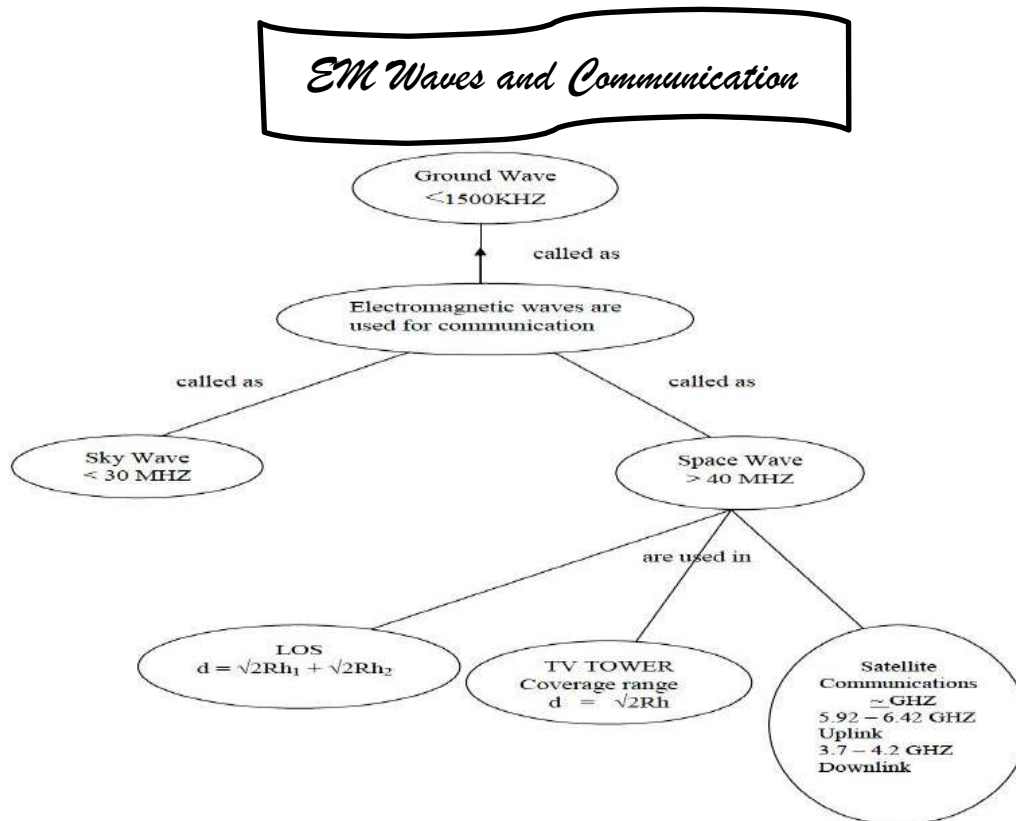 EM Waves and Communication
Ground Wave
<1500KHZ
called as
Electromagnetic waves are
used for communication
called as
called as
Sky Wave
< 30 MHZ
Space Wave
> 40 MHZ
are used in
LOS
d = √2Rh₁ + √2Rh₂
TV TOWER
Coverage range
d = √2Rh
Satellite
Communications
~ GHZ
5.92 – 6.42 GHZ
Uplink
3.7 – 4.2 GHZ
Downlink